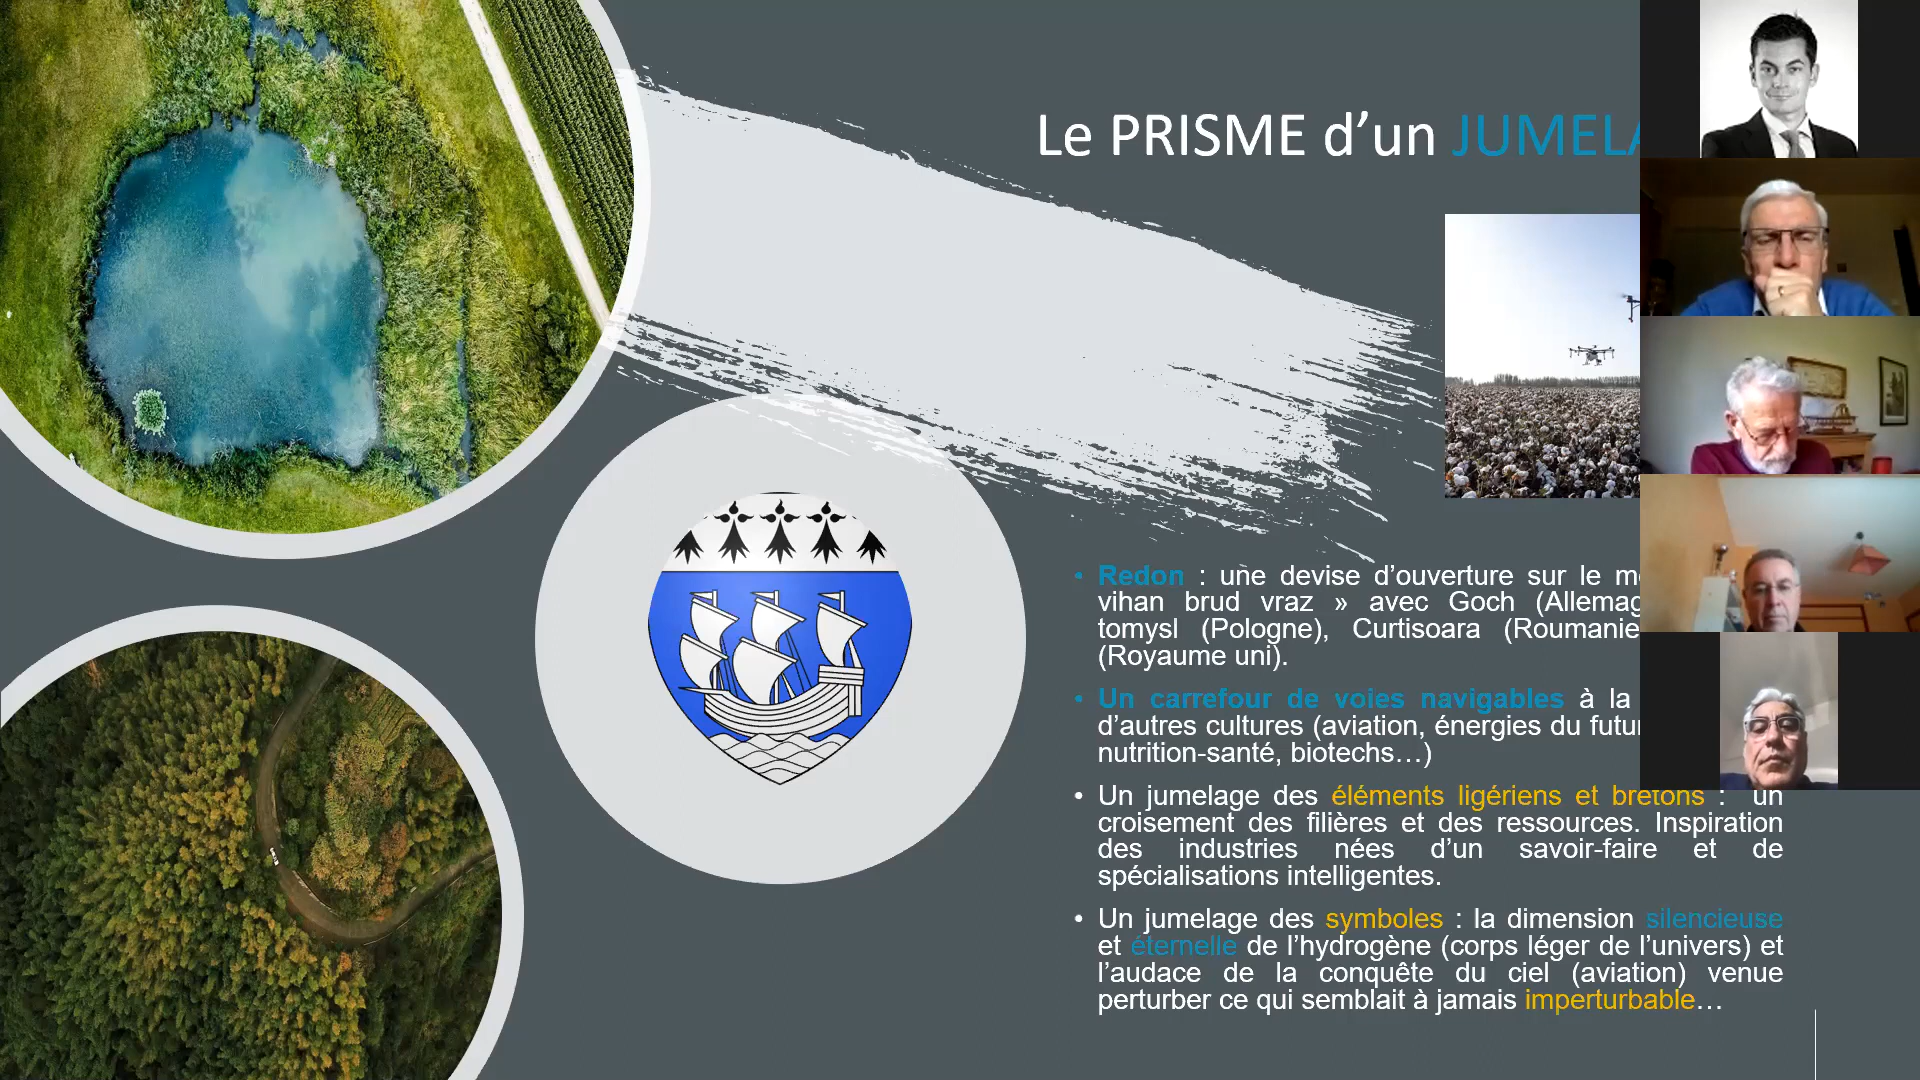 Le PRISME d’un JUMELA
• Redon : une devise d’ouverture sur le m
vihan brud vraz » avec Goch (Allemag
tomysl (Pologne), Curtisoara (Roumanie
(Royaume uni).
• Un carrefour de voies navigables à la
d’autres cultures (aviation, énergies du futur
nutrition-santé, biotechs…)
• Un jumelage des éléments ligériens et bretons : un
croisement des filières et des ressources. Inspiration
des industries nées d’un savoir-faire et de
spécialisations intelligentes.
• Un jumelage des symboles : la dimension silencieuse
et éternelle de l’hydrogène (corps léger de l’univers) et
l’audace de la conquête du ciel (aviation) venue
perturber ce qui semblait à jamais imperturbable…